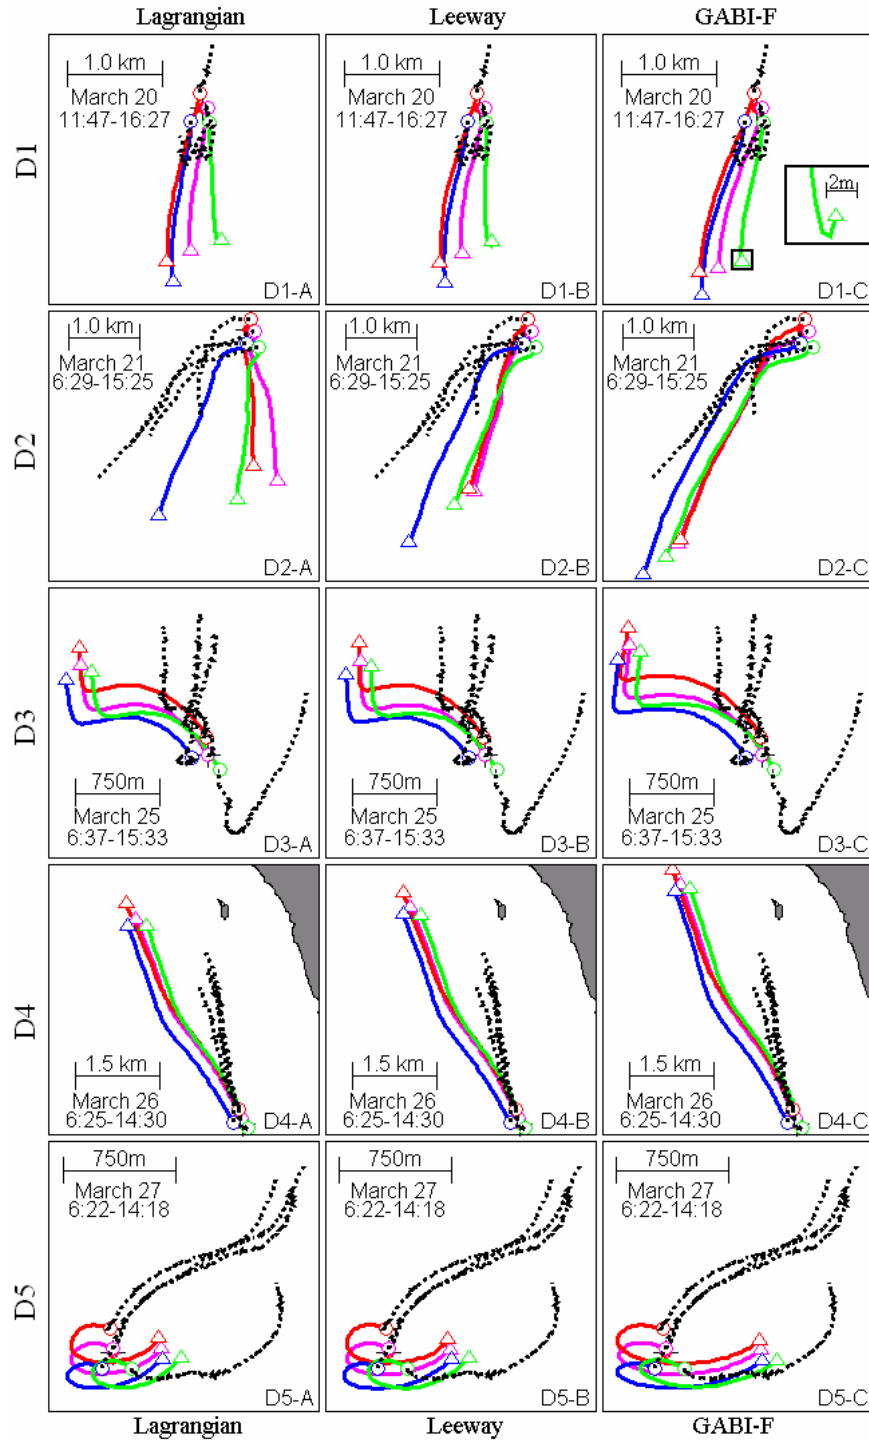 Lagrangian Leeway GABI-F
D1
1.0 km 1.0 km 1.0 km
March 20 March 20 March 20
11:47-16:27 11:47-16:27 11:47-16:27
2m
D1-A D1-B D1-C
D2
1.0 km 1.0 km 1.0 km
March 21 March 21 March 21
6:29-15:25 6:29-15:25 6:29-15:25
D2-A D2-B D2-C
D3
750m 750m 750m
March 25 March 25 March 25
6:37-15:33 6:37-15:33 6:37-15:33
D3-A D3-B D3-C
D4
1.5 km 1.5 km 1.5 km
March 26 March 26 March 26
6:25-14:30 6:25-14:30 6:25-14:30
D4-A D4-B D4-C
D5
750m 750m 750m
March 27 March 27 March 27
6:22-14:18 6:22-14:18 6:22-14:18
D5-A D5-B D5-C
Lagrangian Leeway GABI-F